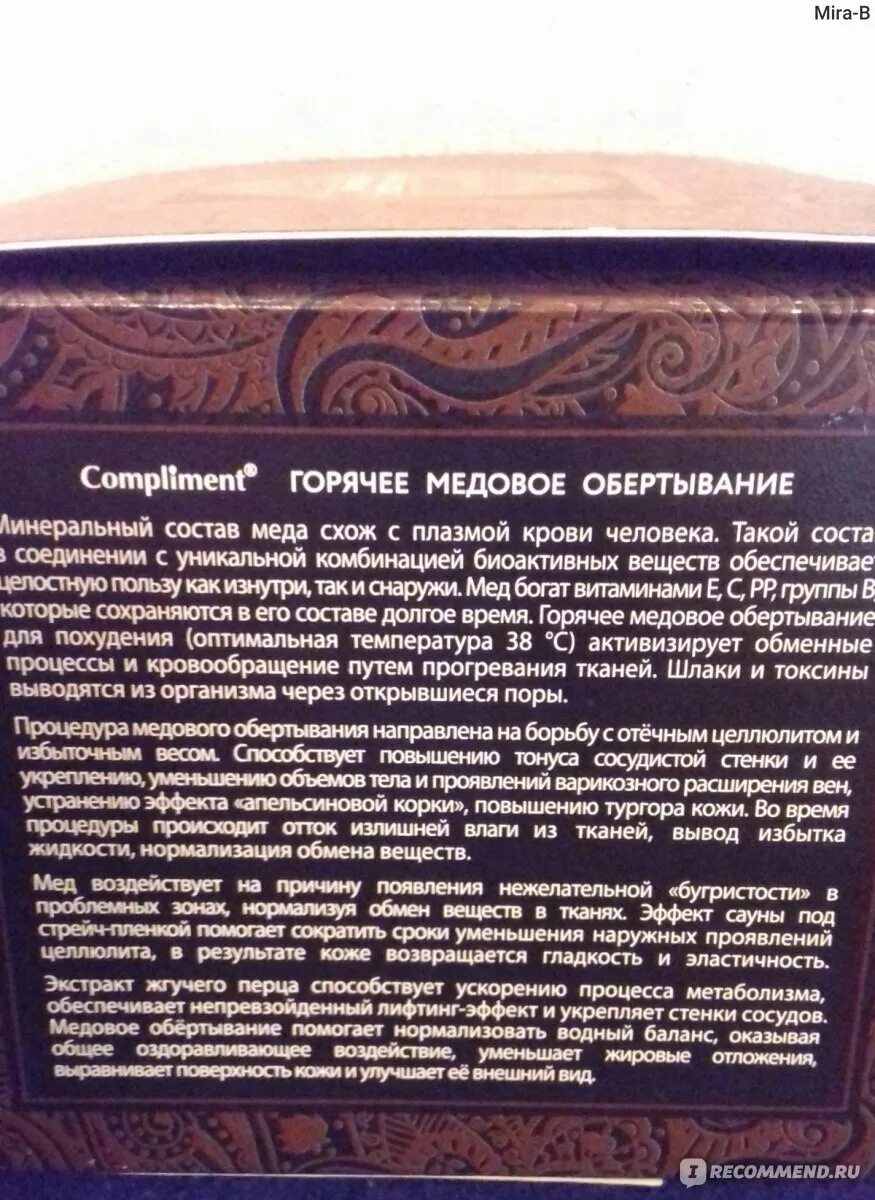 Mira-B
Compliment® ГОРЯЧЕЕ МЕДОВОЕ ОБЕРТЫВАНИЕ
Минеральный состав меда схож с плазмой крови человека. Такой соста
в соединении с уникальной комбинацией биоактивных веществ обеспечивае
целостную пользу как изнутри, так и снаружи. Мед богат витаминами Е, С, РР, группы В,
которые сохраняются в его составе долгое время. Горячее медовое обертывание
для похудения (оптимальная температура 38 °С) активизирует обменные
процессы и кровообращение путем прогревания тканей. Шлаки и токсины
выводятся из организма через открывшиеся поры.
Процедура медового обертывания направлена на борьбу с отёчным целлюлитом и
избыточным весом. Способствует повышению тонуса сосудистой стенки и ее
укреплению, уменьшению объемов тела и проявлений варикозного расширения вен,
устранению эффекта «апельсиновой корки», повышению тургора кожи. Во время
процедуры происходит отток излишней влаги из тканей, вывод избытка
жидкости, нормализация обмена веществ.
Мед воздействует на причину появления нежелательной «бугристости» в
проблемных зонах, нормализуя обмен веществ в тканях. Эффект сауны под
стрейч-пленкой помогает сократить сроки уменьшения наружных проявлений
целлюлита, в результате коже возвращается гладкость и эластичность.
Экстракт жгучего перца способствует ускорению процесса метаболизма,
обеспечивает непревзойденный лифтинг-эффект и укрепляет стенки сосудов.
Медовое обёртывание помогает нормализовать водный баланс, оказывая
общее оздоравливающее воздействие, уменьшает жировые отложения,
выравнивает поверхность кожи и улучшает её внешний вид.
IRECOMMEND.RU